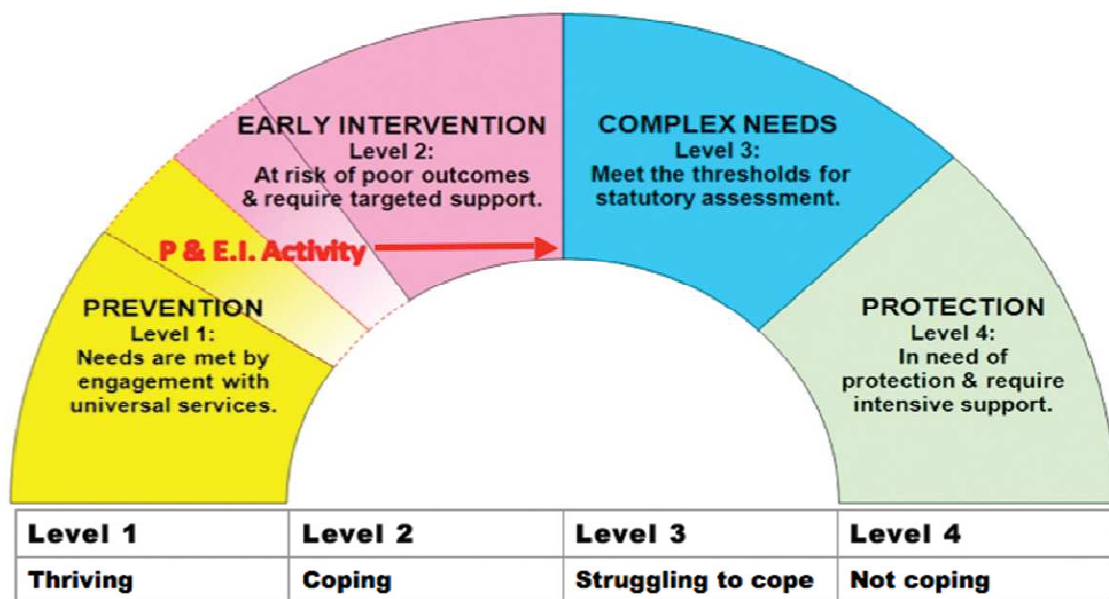 EARLY INTERVENTION
Level 2:
At risk of poor outcomes
& require targeted support.
COMPLEX NEEDS
Level 3:
Meet the thresholds for
statutory assessment.
P & E.I. Activity
PREVENTION
Level 1:
Needs are met by
engagement with
universal services.
PROTECTION
Level 4:
In need of
protection & require
intensive support.
Level 1 Level 2 Level 3 Level 4
Thriving Coping Struggling to cope Not coping